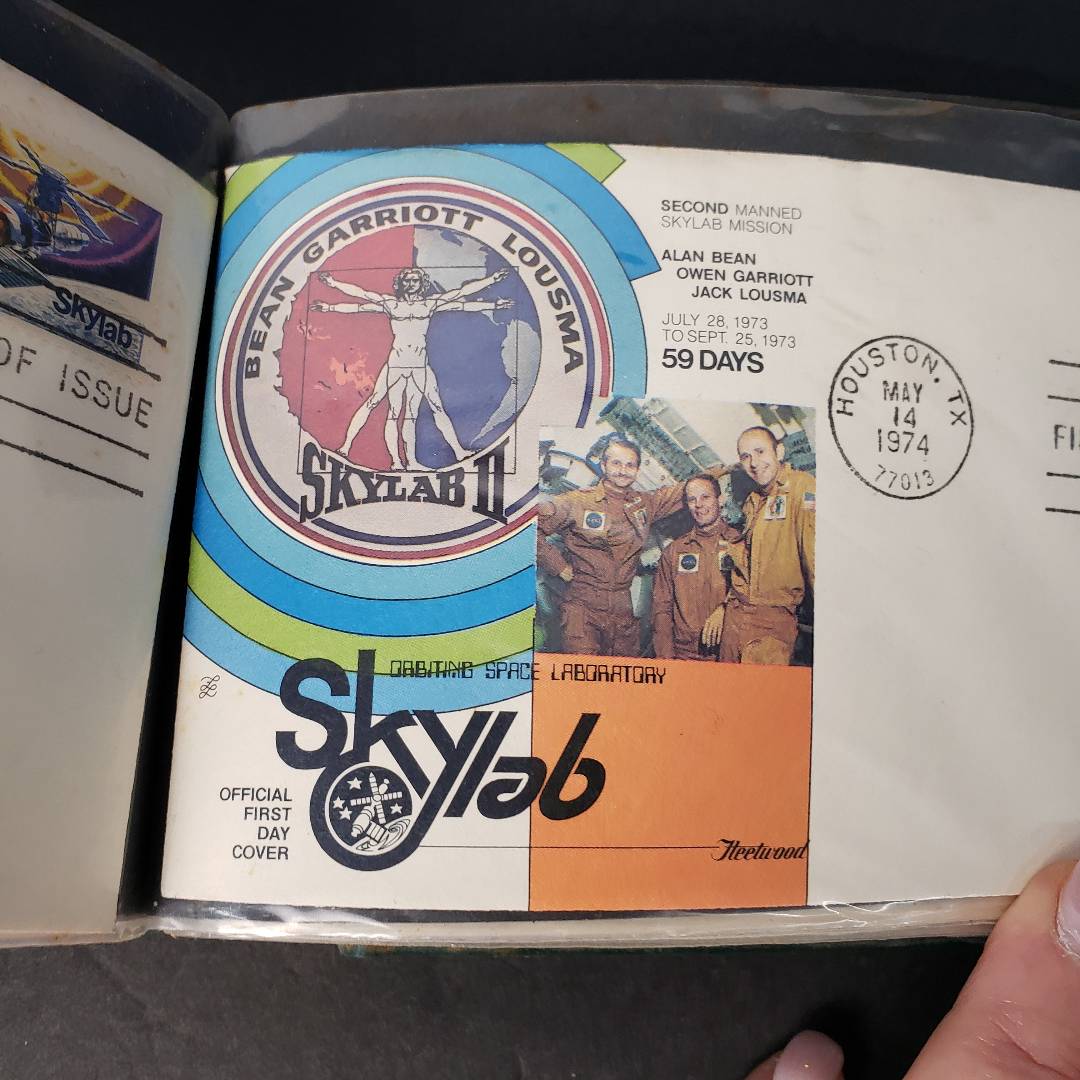 Skylab
OF ISSUE
BEAN GARRIOTT LOUSMA
SKYLAB II
SECOND MANNED
SKYLAB MISSION
ALAN BEAN
OWEN GARRIOTT
JACK LOUSMA
JULY 28, 1973
TO SEPT. 25, 1973
59 DAYS
HOUSTON, TX
MAY
14
1974
77013
FI
ORBITING SPACE LABORATORY
Skylab
OFFICIAL
FIRST
DAY
COVER
Fleetwood